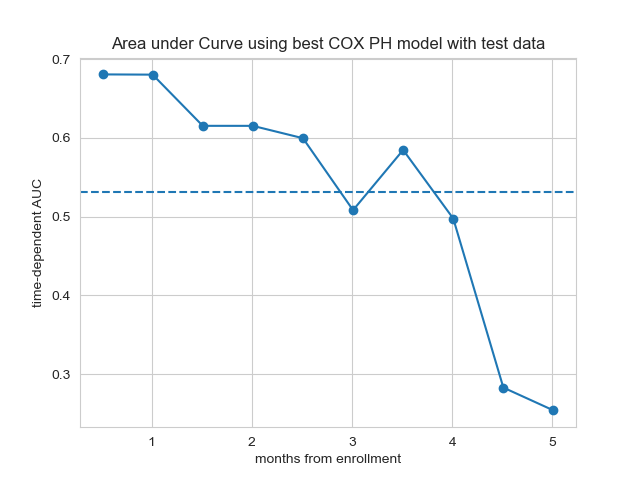 Area under Curve using best COX PH model with test data
time-dependent AUC
0.7
0.6
0.5
0.4
0.3
1 2 3 4 5
months from enrollment